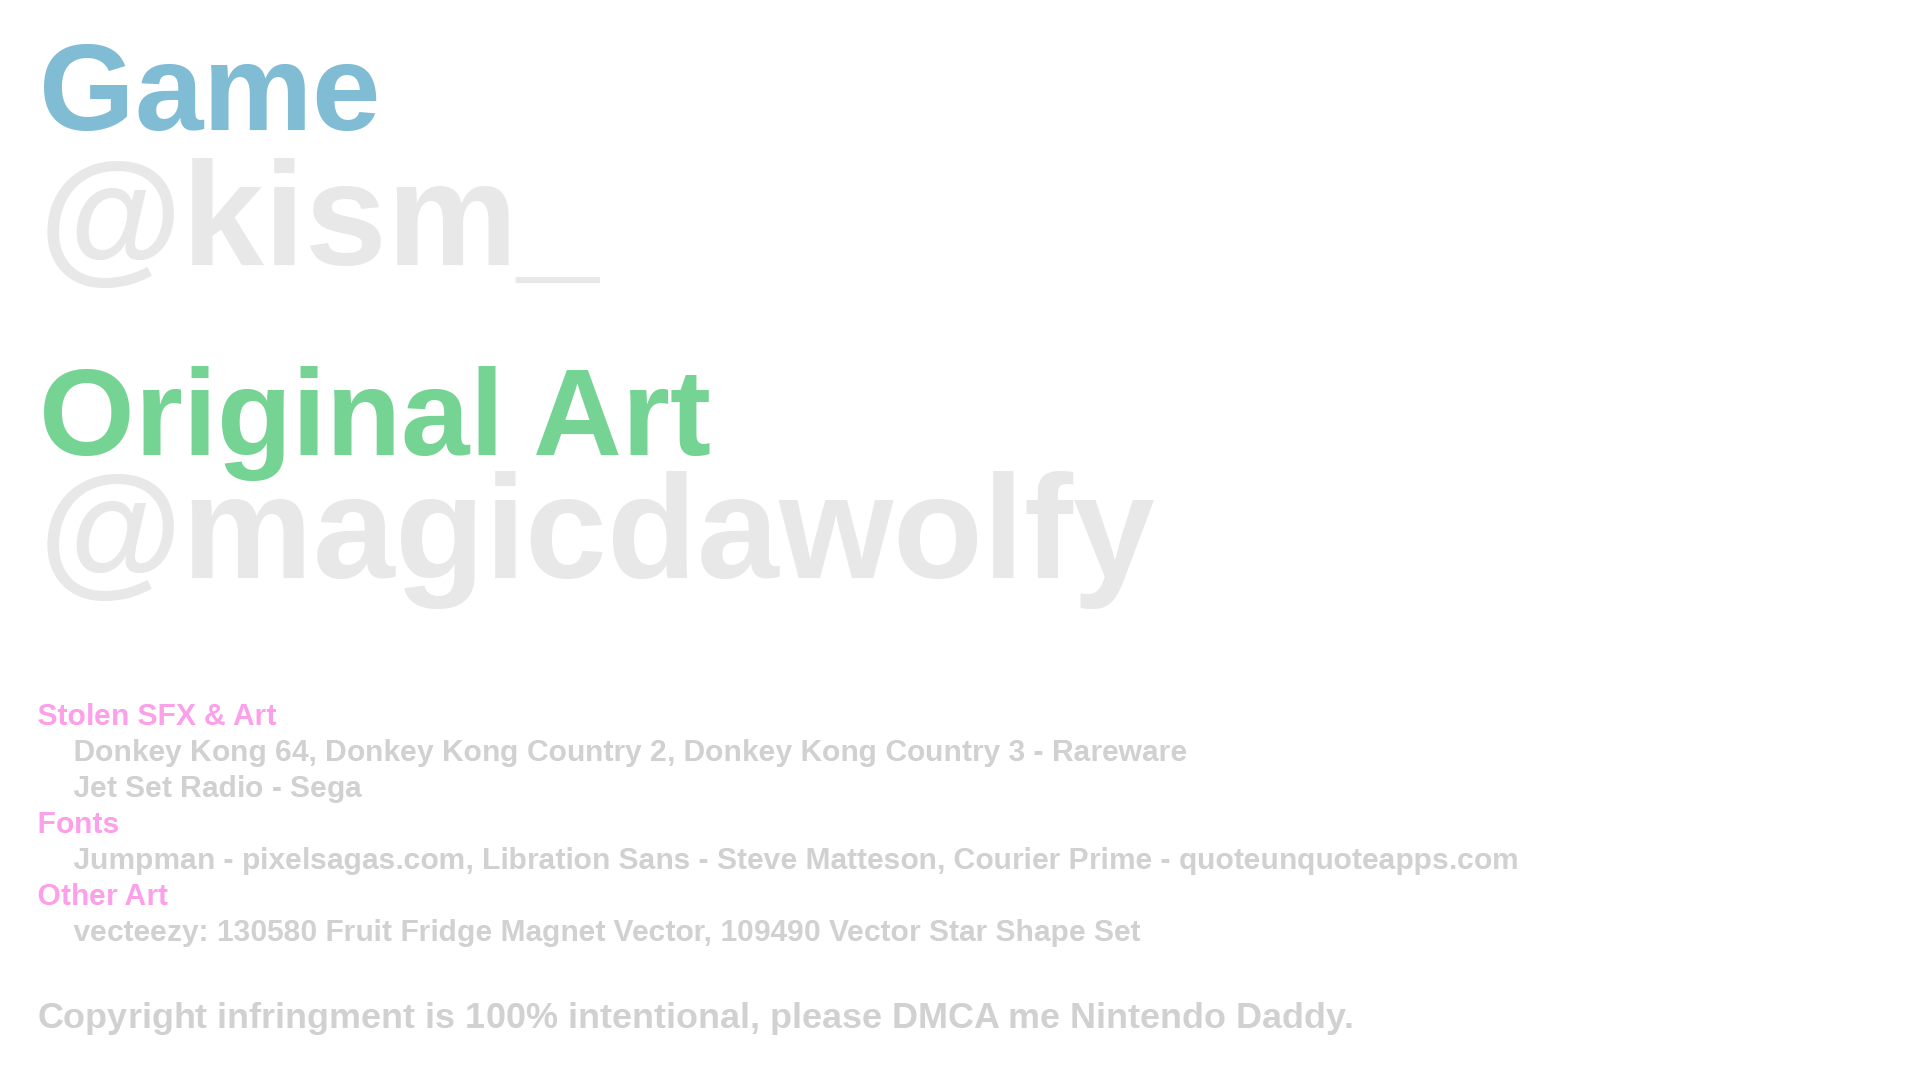 Game
@kism_
Original Art
@magicdawolfy
Stolen SFX & Art
Donkey Kong 64, Donkey Kong Country 2, Donkey Kong Country 3 - Rareware
Jet Set Radio - Sega
Fonts
Jumpman - pixelsagas.com, Libration Sans - Steve Matteson, Courier Prime - quoteunquoteapps.com
Other Art
vecteezy: 130580 Fruit Fridge Magnet Vector, 109490 Vector Star Shape Set
Copyright infringment is 100% intentional, please DMCA me Nintendo Daddy.